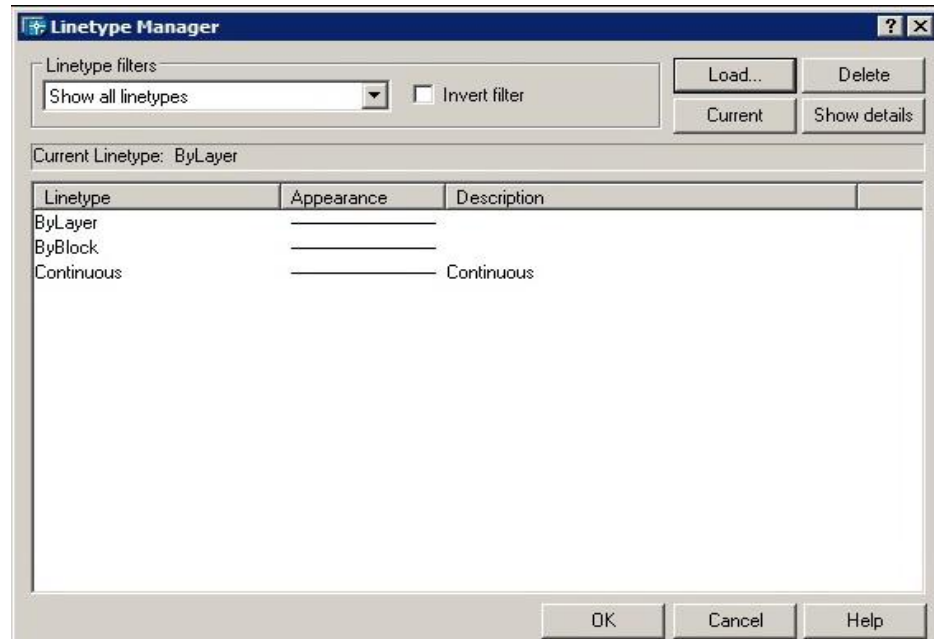 Linetype Manager
Linetype filters
Show all linetypes
Invert filter
Load...
Delete
Current
Show details
Current Linetype: ByLayer
Linetype Appearance Description
ByLayer
ByBlock
Continuous Continuous
OK Cancel Help